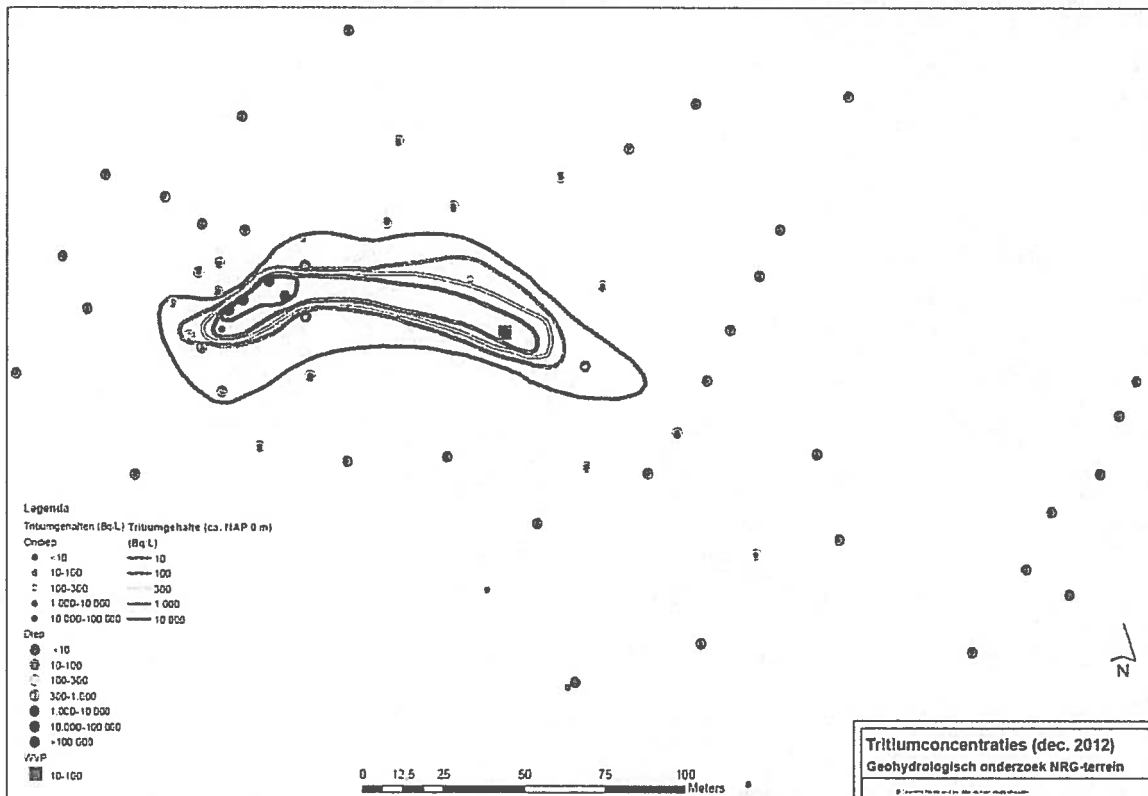 Legenda
Tritiumgehalten (Bq/L) Tritiumgehalte (ca. NAP 0 m)
Ondiep (Bq/L)
<10 10
10-100 100
100-300 300
1.000-10.000 1.000
10.000-100.000 10.000
Diep
<10
10-100
100-300
300-1.000
1.000-10.000
10.000-100.000
>100.000
WVP
10-100
0 12,5 25 50 75 100
Meters
N
Tritiumconcentraties (dec. 2012)
Geohydrologisch onderzoek NRG-terrein